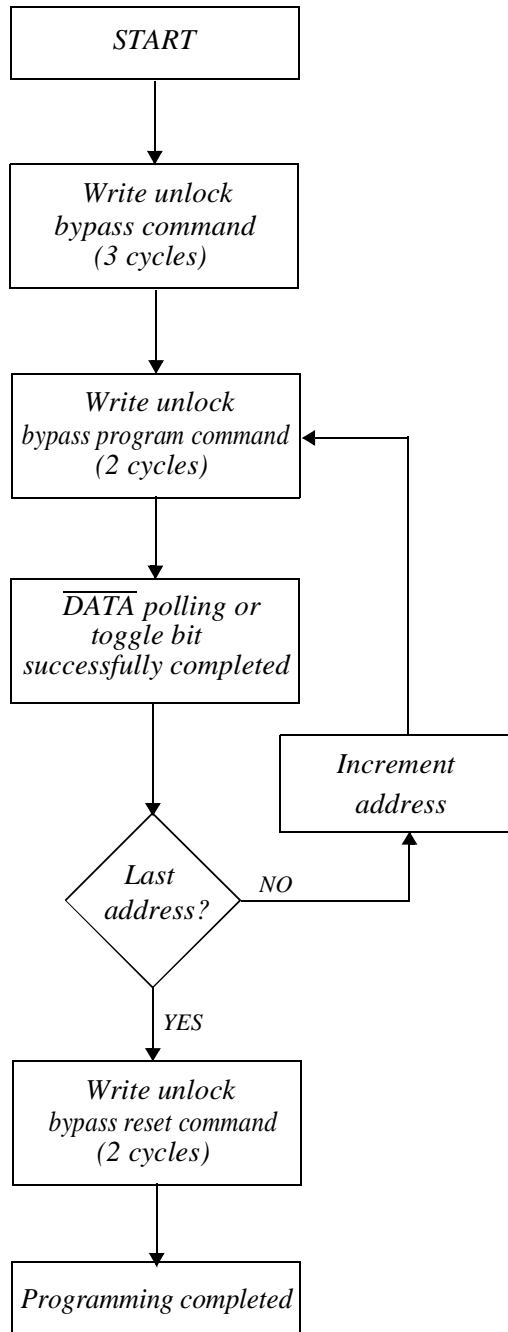 START
Write unlock
bypass command
(3 cycles)
Write unlock
bypass program command
(2 cycles)
DATA polling or
toggle bit
successfully completed
Increment
address
Last
address?
NO
YES
Write unlock
bypass reset command
(2 cycles)
Programming completed